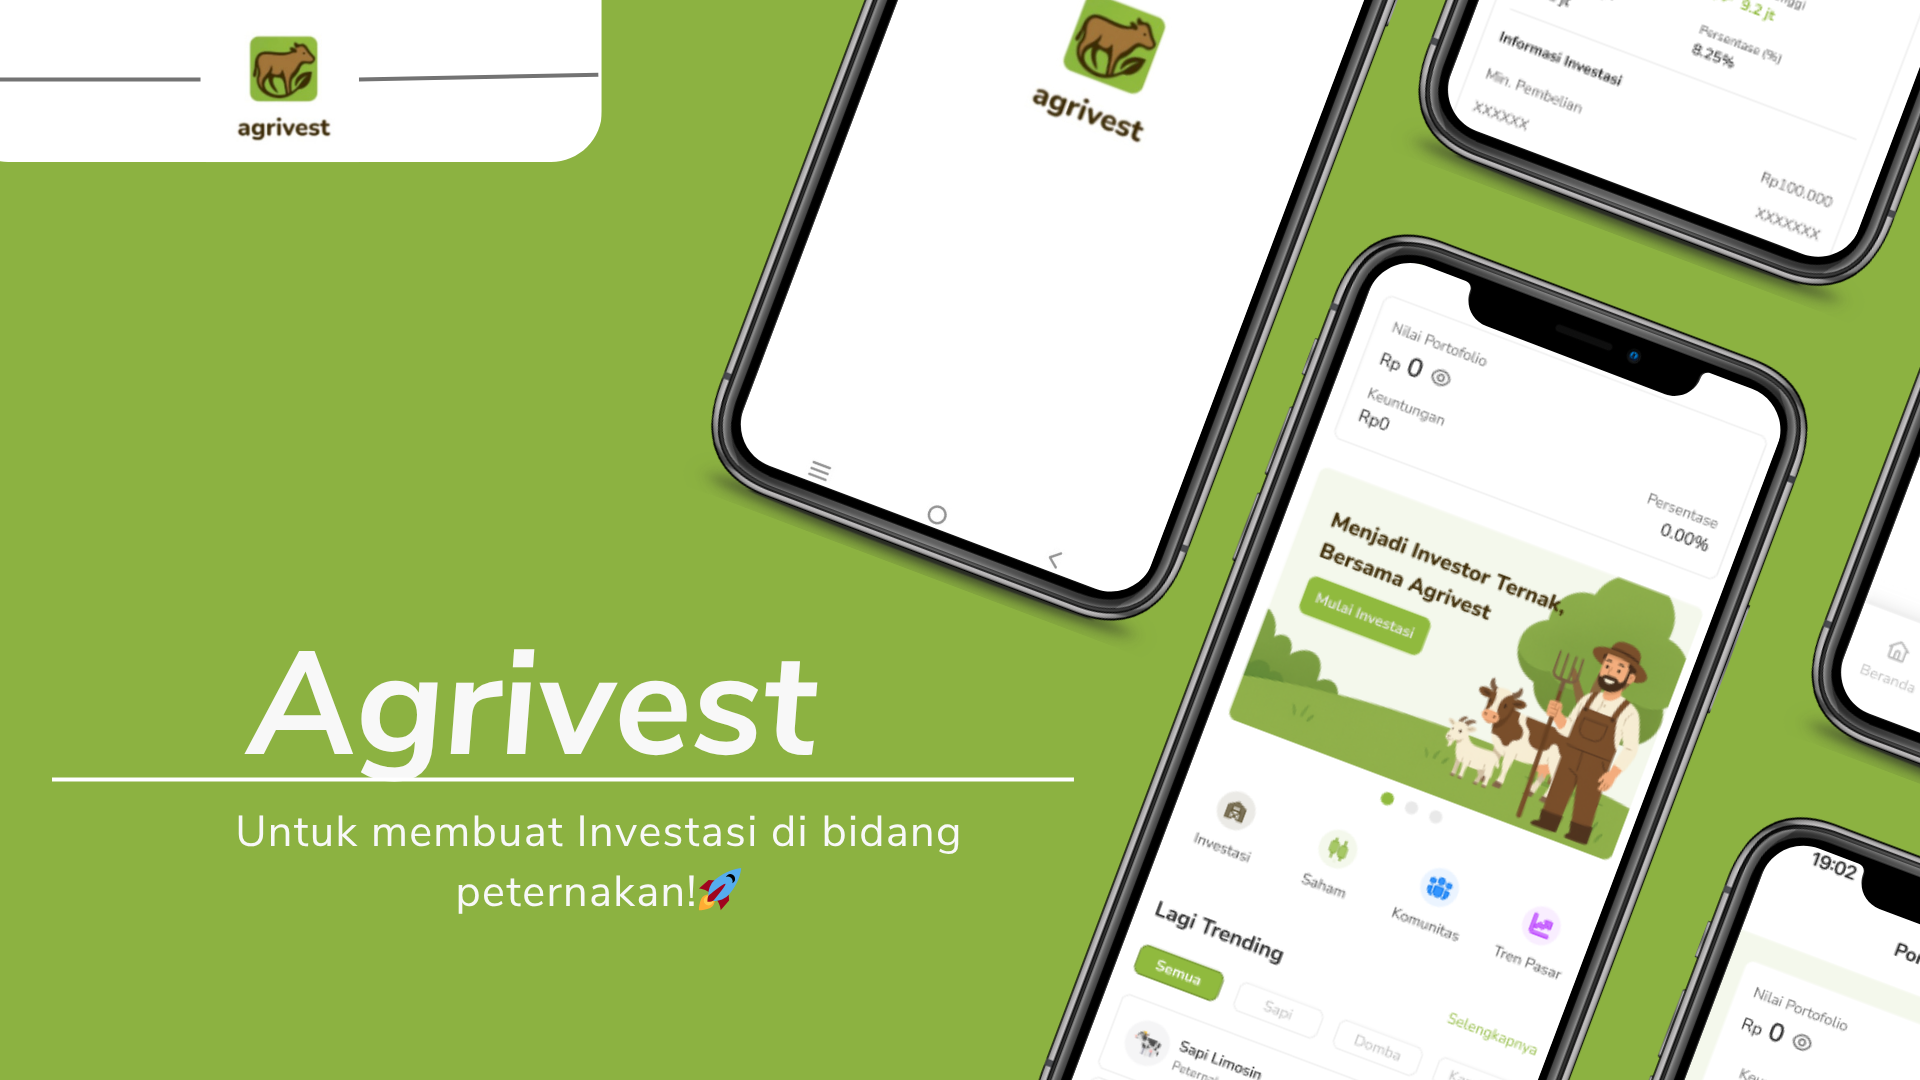 agrivest
Agrivest
Untuk membuat Investasi di bidang
peternakan!🚀
agrivest
9.2 jt
Persentase (%)
8.25%
Informasi Investasi
Min. Pembelian
XXXXXX
Rp100.000
XXXXXXX
Nilai Portofolio
Rp 0
Keuntungan
Rp0
Persentase
0.00%
Menjadi Investor Ternak,
Bersama Agrivest
Mulai Investasi
Investasi
Saham
Komunitas
Tren Pasar
Lagi Trending
Selengkapnya
Semua
Sapi
Domba
Sapi Limosin
Beranda
19:02
Nilai Portofolio
Rp 0